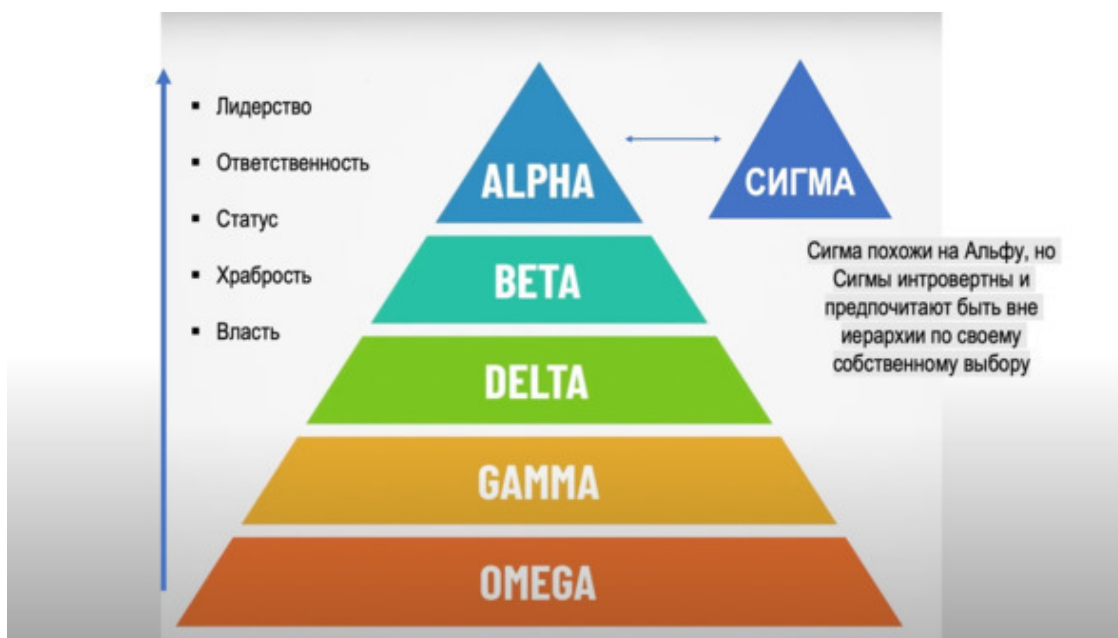 Лидерство
Ответственность
Статус
Храбрость
Власть
ALPHA
BETA
DELTA
GAMMA
OMEGA
СИГМА
Сигма похожи на Альфу, но
Сигмы интровертны и
предпочитают быть вне
иерархии по своему
собственному выбору